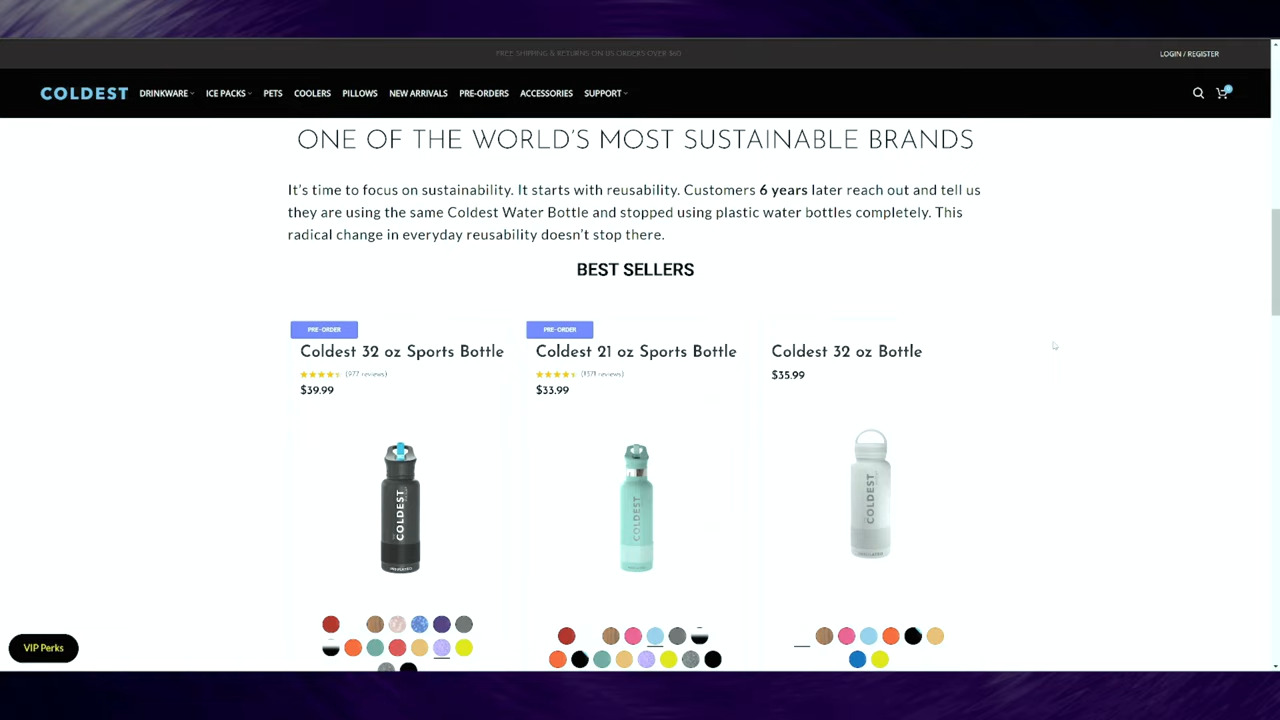 FREE SHIPPING & RETURNS ON US ORDERS OVER $60
LOGIN / REGISTER
COLDEST
DRINKWARE
ICE PACKS
PETS
COOLERS
PILLOWS
NEW ARRIVALS
PRE-ORDERS
ACCESSORIES
SUPPORT
ONE OF THE WORLD'S MOST SUSTAINABLE BRANDS
It's time to focus on sustainability. It starts with reusability. Customers 6 years later reach out and tell us
they are using the same Coldest Water Bottle and stopped using plastic water bottles completely. This
radical change in everyday reusability doesn't stop there.
BEST SELLERS
PRE-ORDER
Coldest 32 oz Sports Bottle
(977 reviews)
$39.99
COLDEST
PRE-ORDER
Coldest 21 oz Sports Bottle
(1371 reviews)
$33.99
COLDEST
Coldest 32 oz Bottle
$35.99
COLDEST
VIP Perks